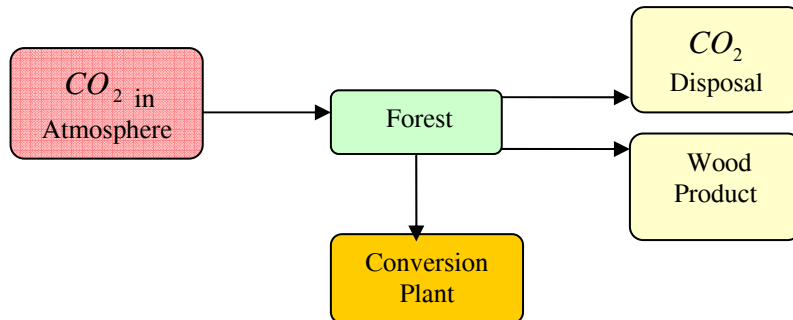 CO₂ in
Atmosphere
Forest
CO₂
Disposal
Wood
Product
Conversion
Plant